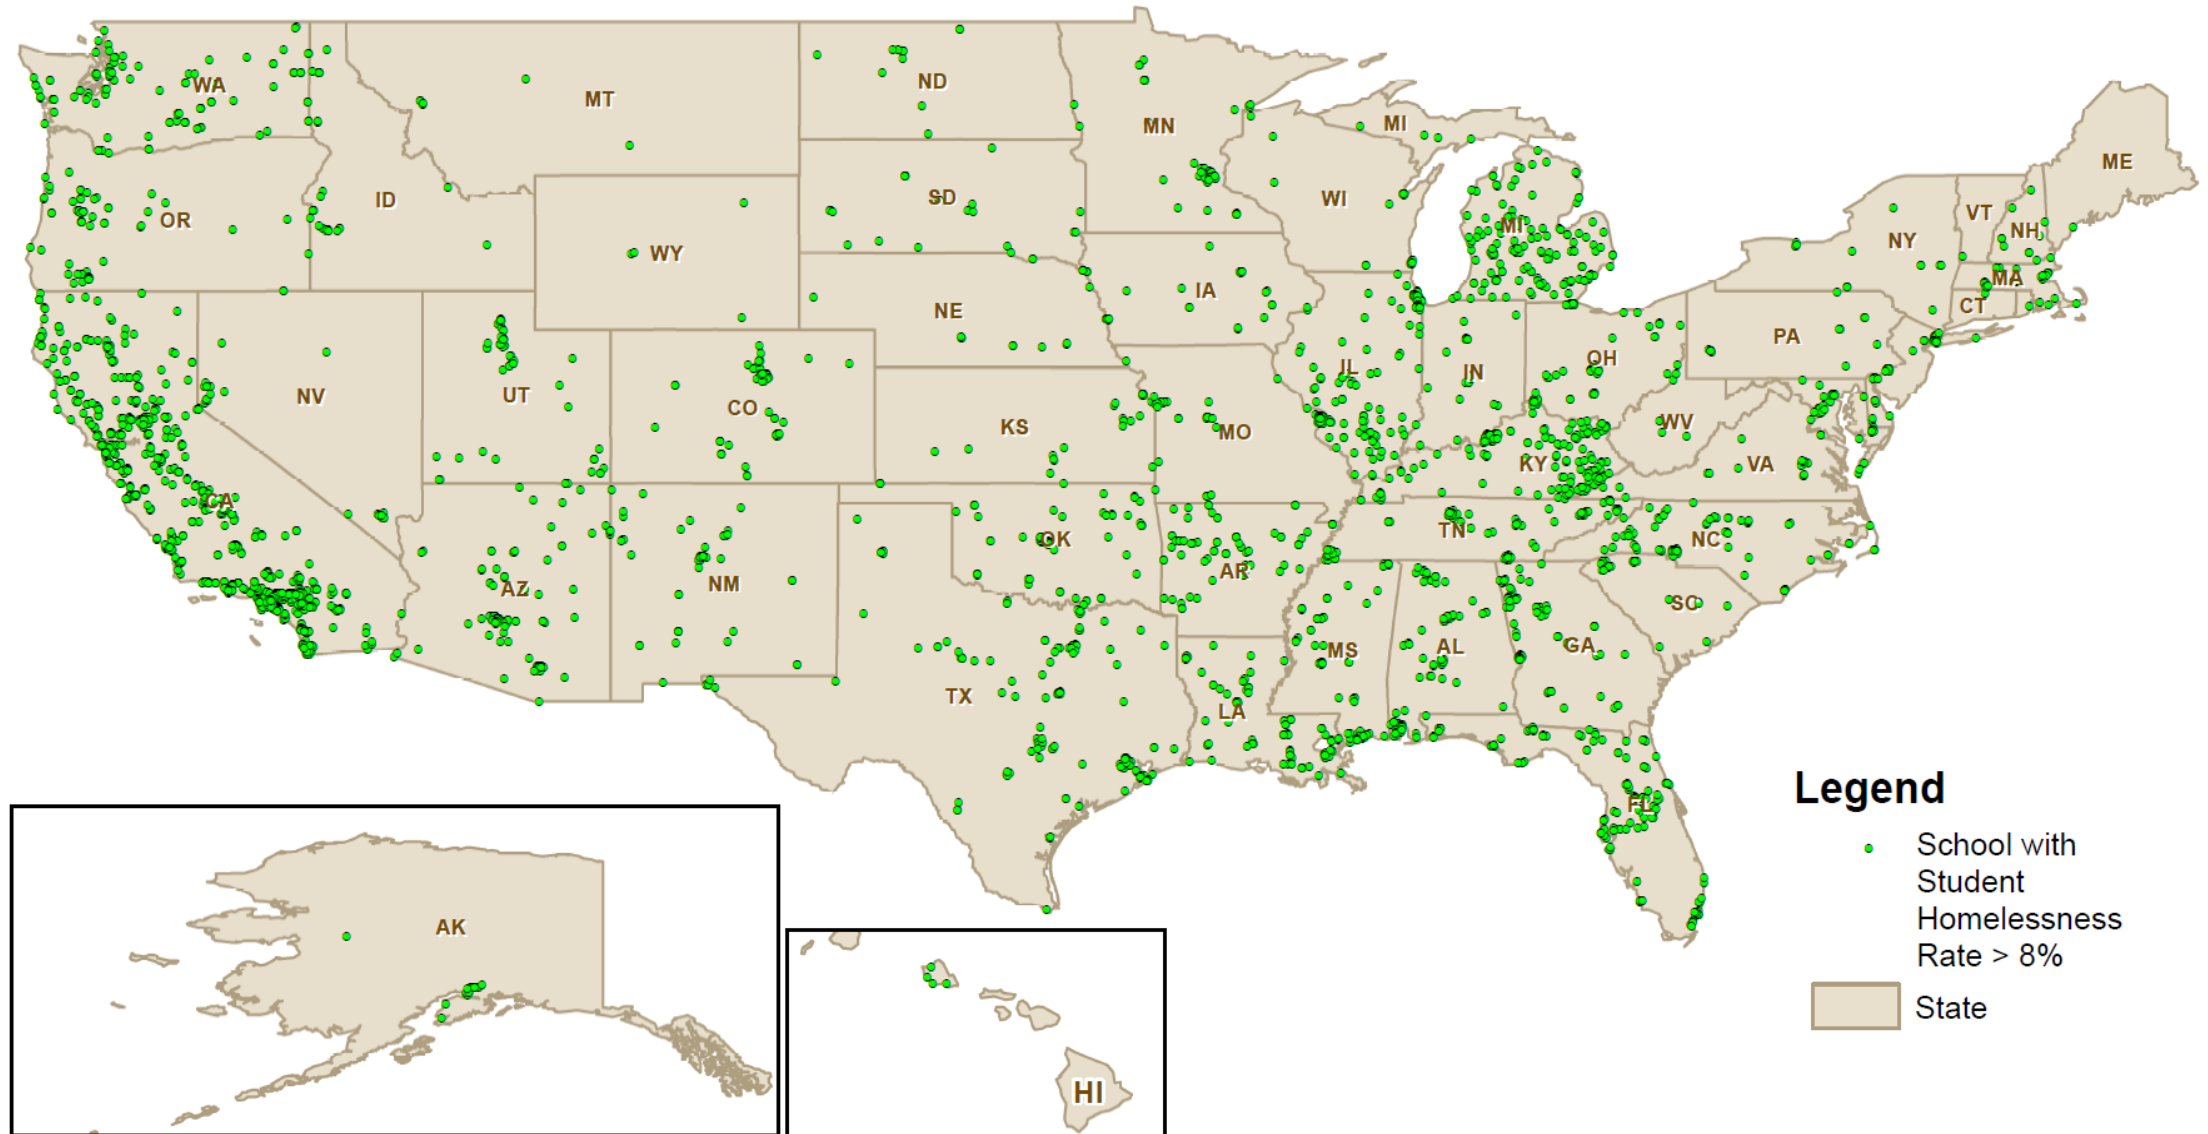 WA
MT
ND
MN
MI
ME
OR
ID
SD
WI
MI
VT
NH
NY
WY
MA
IA
CT
NE
PA
OH
IL
IN
NV
UT
CO
KS
MO
WV
KY
VA
CA
OK
TN
NC
AZ
NM
AR
SC
MS
AL
GA
TX
LA
FL
AK
HI
Legend
School with
Student
Homelessness
Rate > 8%
State